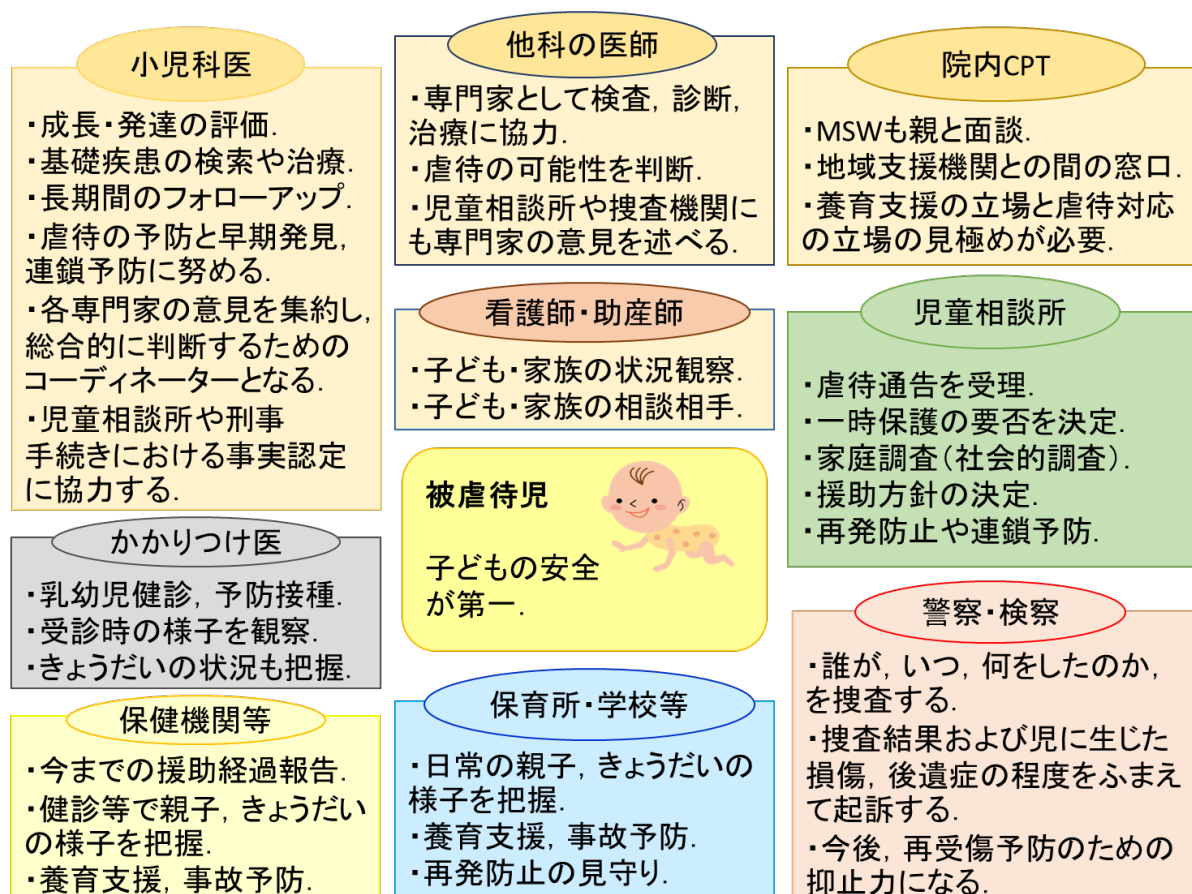 小児科医
・成長・発達の評価.
・基礎疾患の検索や治療.
・長期間のフォローアップ.
・虐待の予防と早期発見,
連鎖予防に努める.
・各専門家の意見を集約し,
総合的に判断するための
コーディネーターとなる.
・児童相談所や刑事
手続きにおける事実認定
に協力する.
他科の医師
・専門家として検査, 診断,
治療に協力.
・虐待の可能性を判断.
・児童相談所や捜査機関に
も専門家の意見を述べる.
院内CPT
・MSWも親と面談.
・地域支援機関との間の窓口.
・養育支援の立場と虐待対応
の立場の見極めが必要.
看護師・助産師
・子ども・家族の状況観察.
・子ども・家族の相談相手.
児童相談所
・虐待通告を受理.
・一時保護の要否を決定.
・家庭調査(社会的調査).
・援助方針の決定.
・再発防止や連鎖予防.
被虐待児
子どもの安全
が第一.
かかりつけ医
・乳幼児健診, 予防接種.
・受診時の様子を観察.
・きょうだいの状況も把握.
警察・検察
・誰が, いつ, 何をしたのか,
を捜査する.
・捜査結果および児に生じた
損傷, 後遺症の程度をふまえ
て起訴する.
・今後, 再受傷予防のための
抑止力になる.
保健機関等
・今までの援助経過報告.
・健診等で親子, きょうだい
の様子を把握.
・養育支援, 事故予防.
保育所・学校等
・日常の親子, きょうだいの
様子を把握.
・養育支援, 事故予防.
・再発防止の見守り.